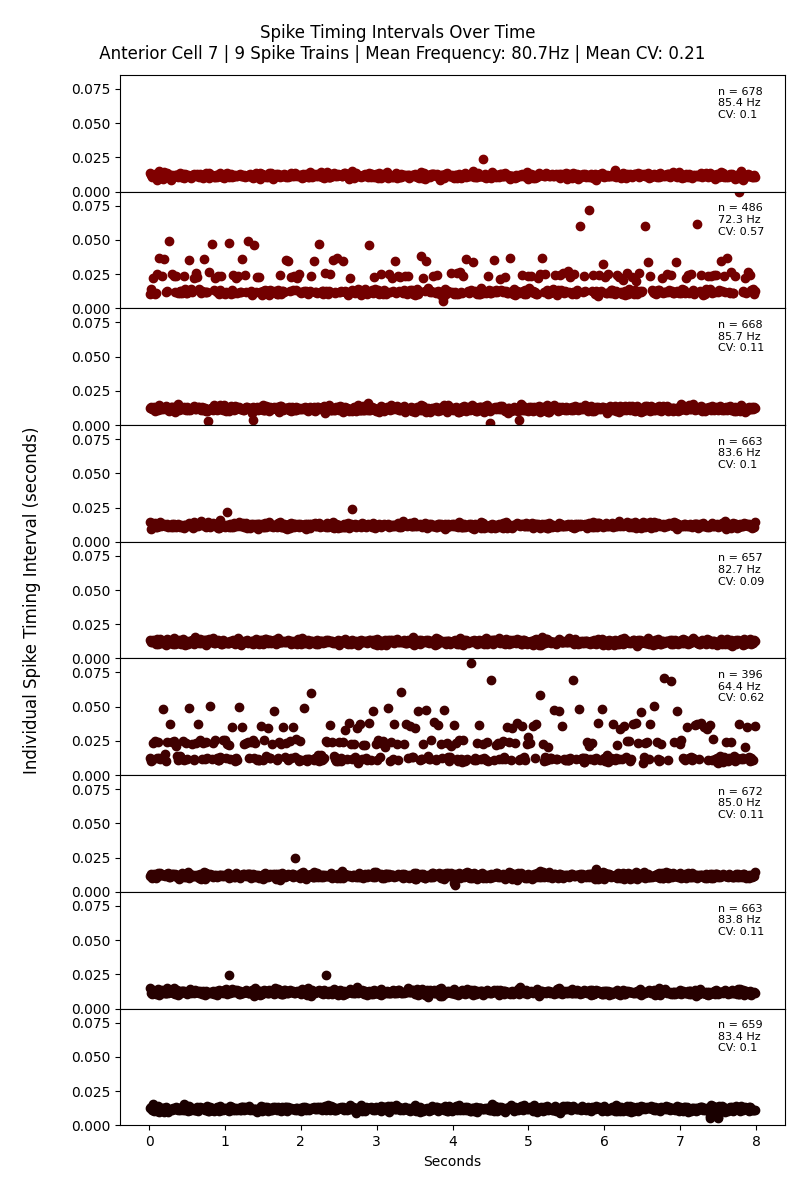 Spike Timing Intervals Over Time
Anterior Cell 7 | 9 Spike Trains | Mean Frequency: 80.7Hz | Mean CV: 0.21
Individual Spike Timing Interval (seconds)
0.075
0.050
0.025
0.000
n = 678
85.4 Hz
CV: 0.1
0.075
0.050
0.025
0.000
n = 486
72.3 Hz
CV: 0.57
0.075
0.050
0.025
0.000
n = 668
85.7 Hz
CV: 0.11
0.075
0.050
0.025
0.000
n = 663
83.6 Hz
CV: 0.1
0.075
0.050
0.025
0.000
n = 657
82.7 Hz
CV: 0.09
0.075
0.050
0.025
0.000
n = 396
64.4 Hz
CV: 0.62
0.075
0.050
0.025
0.000
n = 672
85.0 Hz
CV: 0.11
0.075
0.050
0.025
0.000
n = 663
83.8 Hz
CV: 0.11
0.075
0.050
0.025
0.000
n = 659
83.4 Hz
CV: 0.1
0 1 2 3 4 5 6 7 8
Seconds